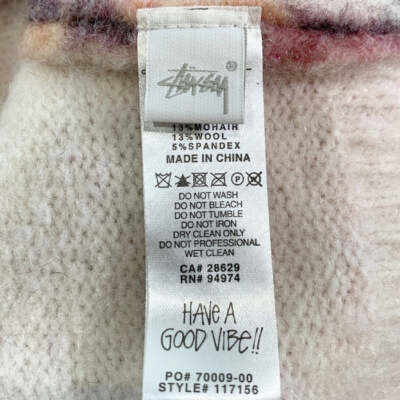 Stüssy®
13% MOHAIR
13% WOOL
5% SPANDEX
MADE IN CHINA
DO NOT WASH
DO NOT BLEACH
DO NOT TUMBLE
DO NOT IRON
DRY CLEAN ONLY
DO NOT PROFESSIONAL
WET CLEAN
CA# 28629
RN# 94974
HAVE A
GOOD VIBE!!
PO# 70009-00
STYLE# 117156